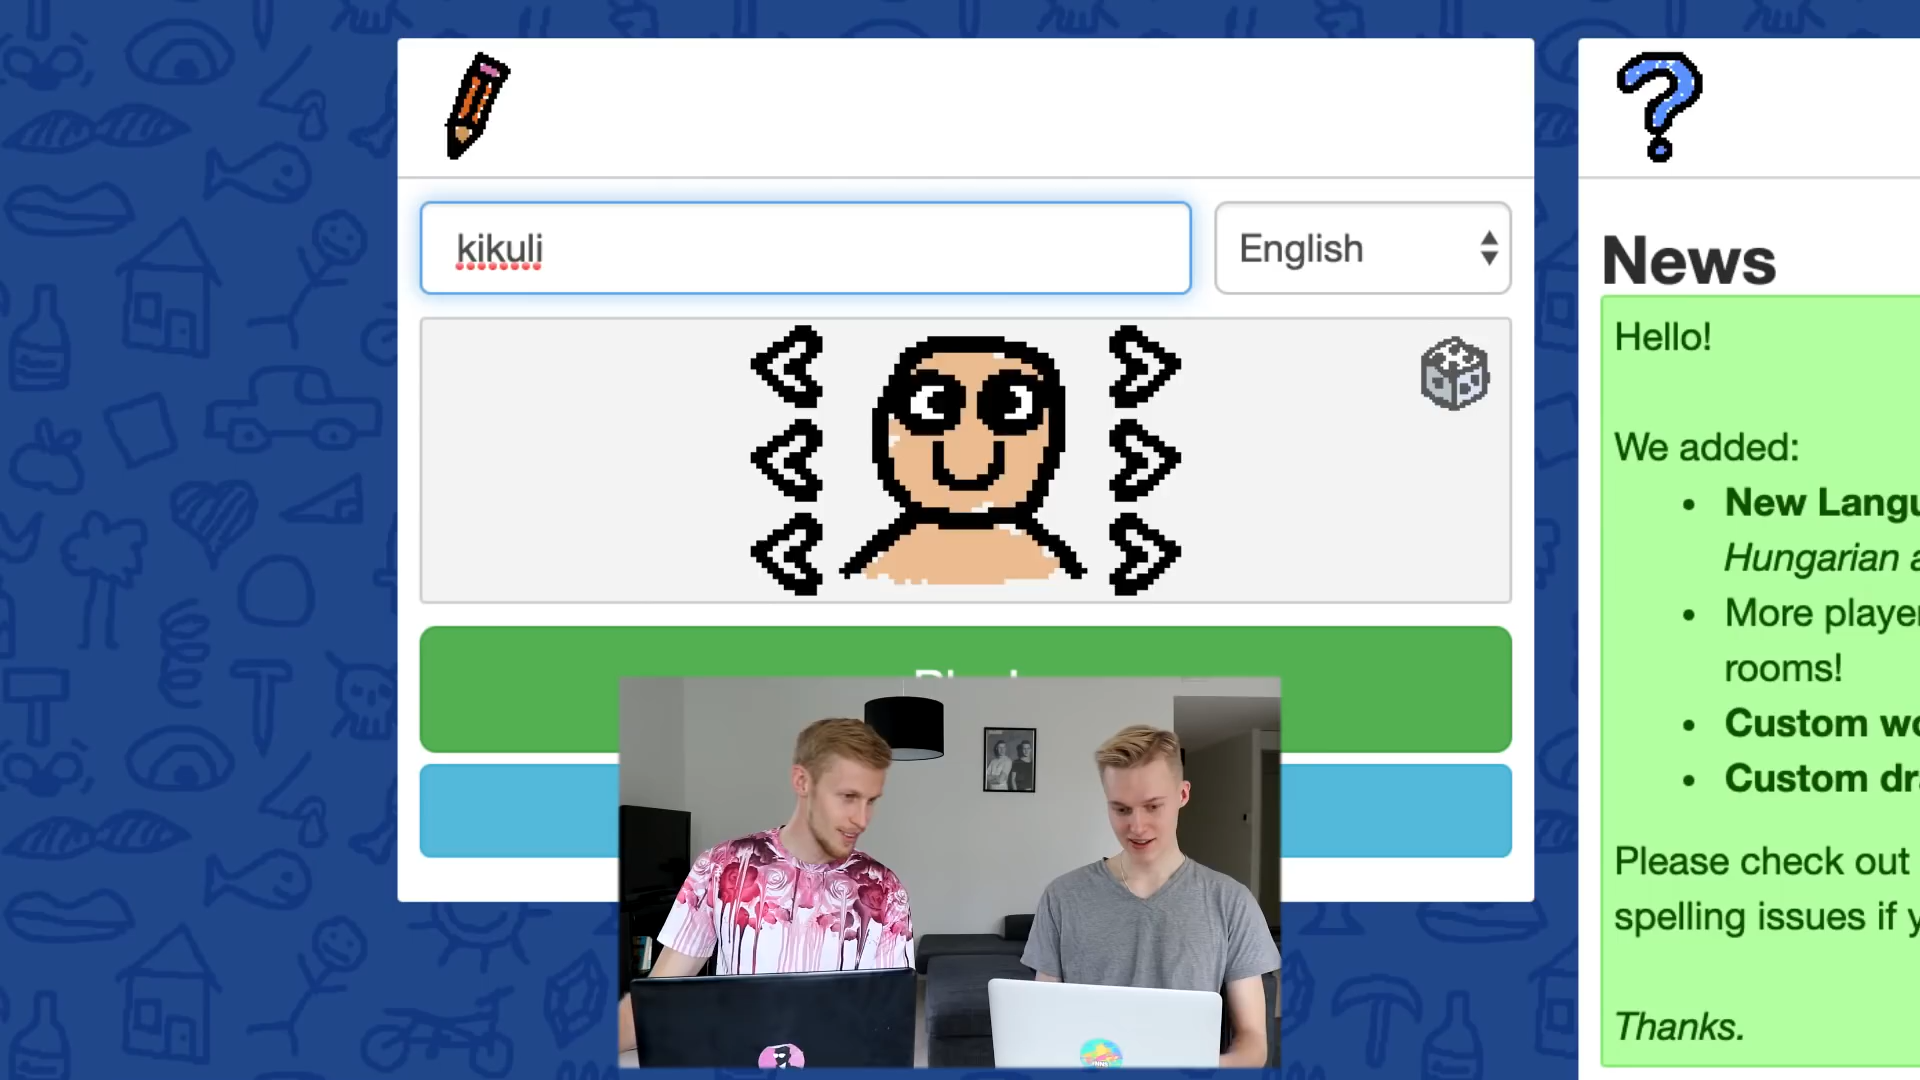 kikuli
English
News
Hello!
We added:
New Langu
Hungarian a
More player
rooms!
Custom wo
Custom dra
Please check out
spelling issues if y
Thanks.